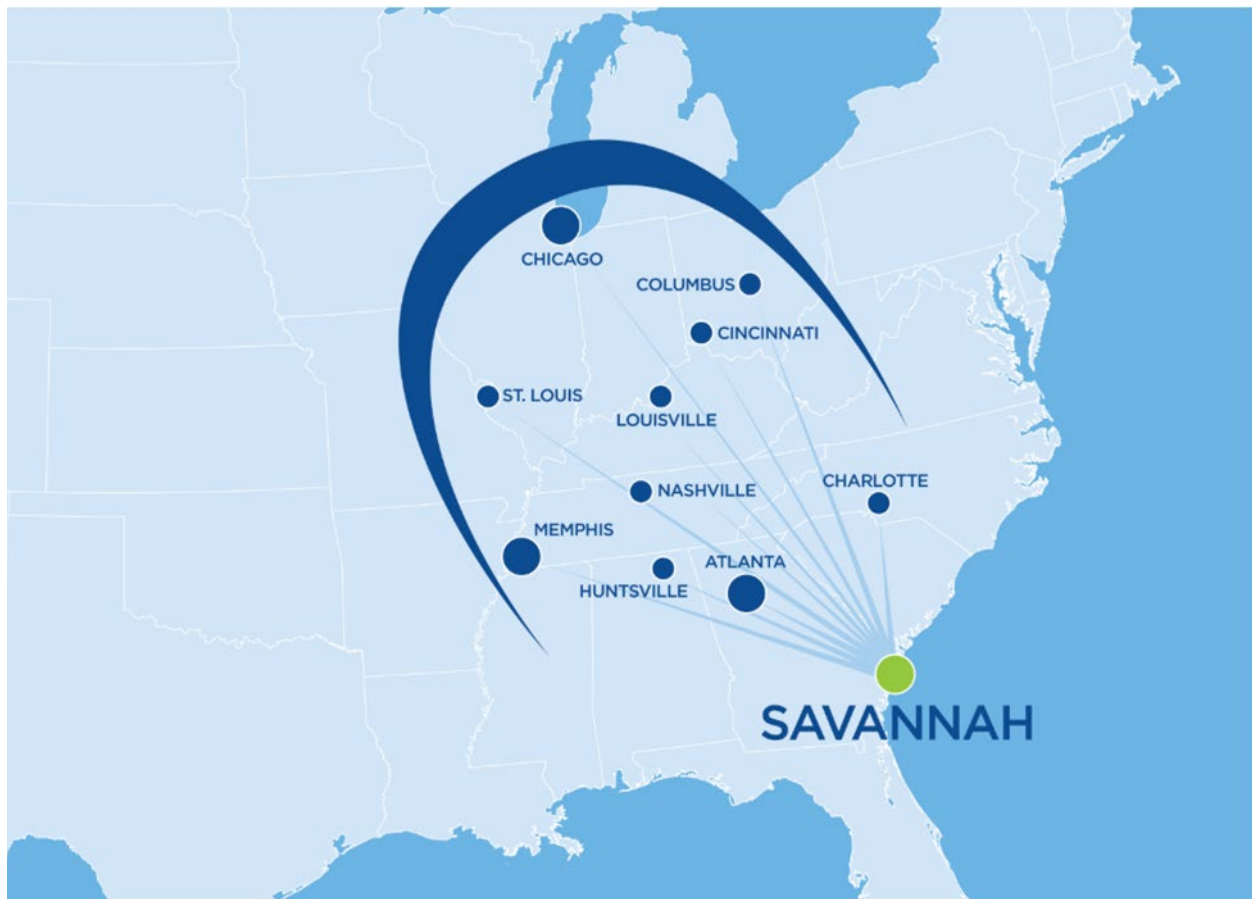 CHICAGO
COLUMBUS
CINCINNATI
ST. LOUIS
LOUISVILLE
CHARLOTTE
NASHVILLE
MEMPHIS
ATLANTA
HUNTSVILLE
SAVANNAH